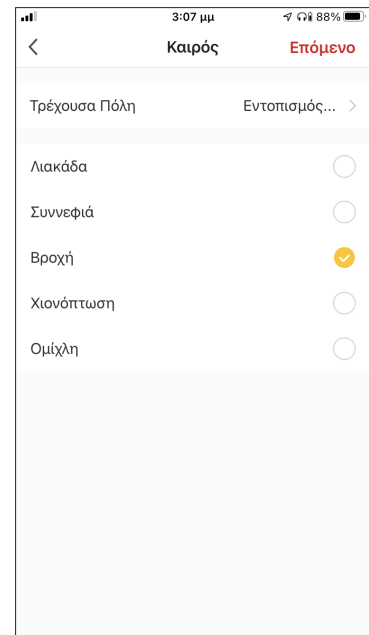 3:07 μμ 88%
Καιρός Επόμενο
Τρέχουσα Πόλη Εντοπισμός...
Λιακάδα
Συννεφιά
Βροχή
Χιονόπτωση
Ομίχλη